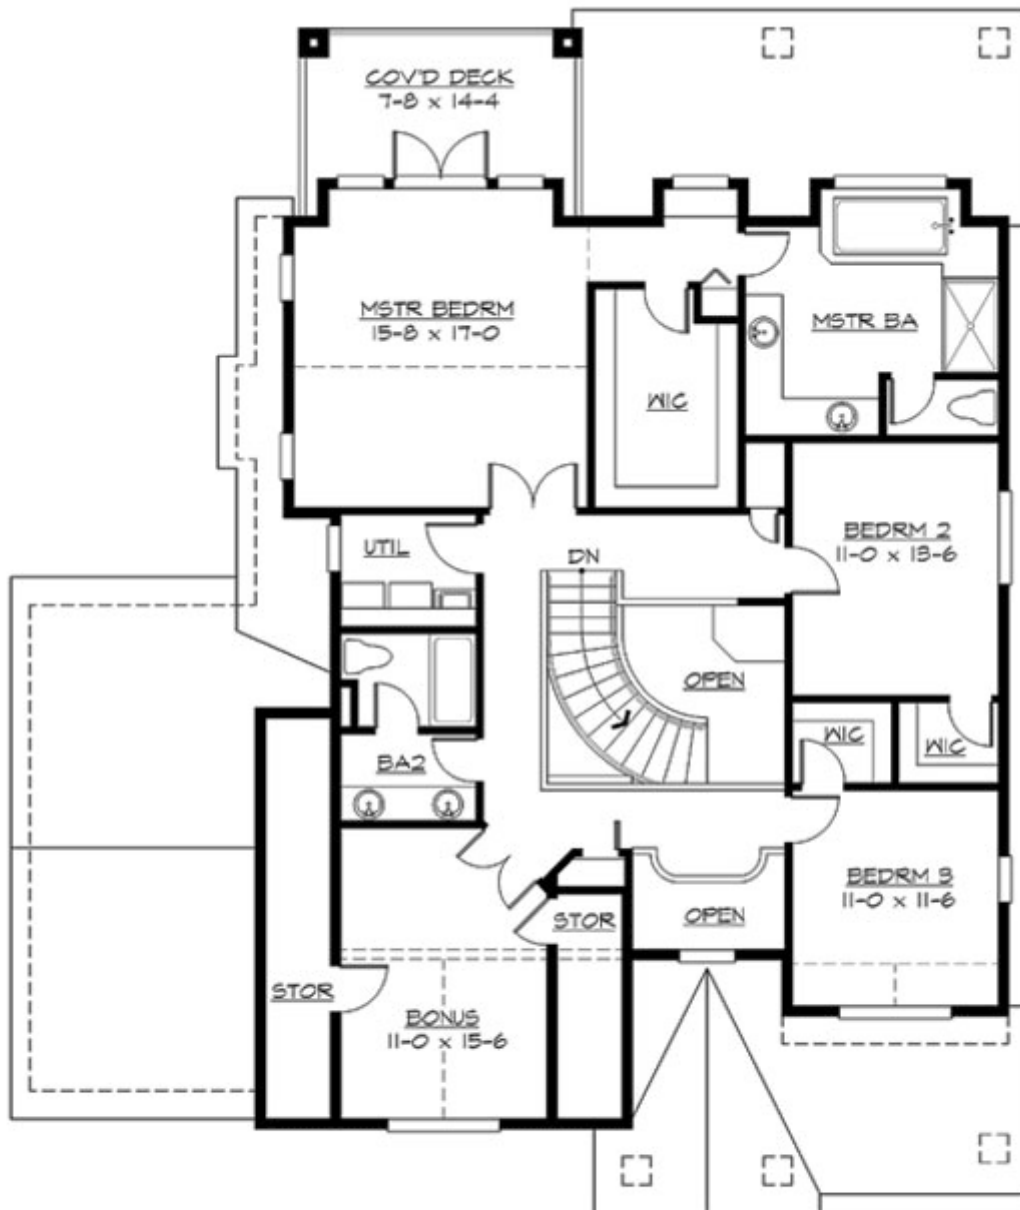 COV'D DECK
7-8 x 14-4
MSTR BEDRM
15-8 x 17-0
MSTR BA
WIC
BEDRM 2
11-0 x 13-6
UTIL
DN
OPEN
WIC
WIC
BA2
BEDRM 3
11-0 x 11-6
OPEN
STOR
STOR
BONUS
11-0 x 15-6